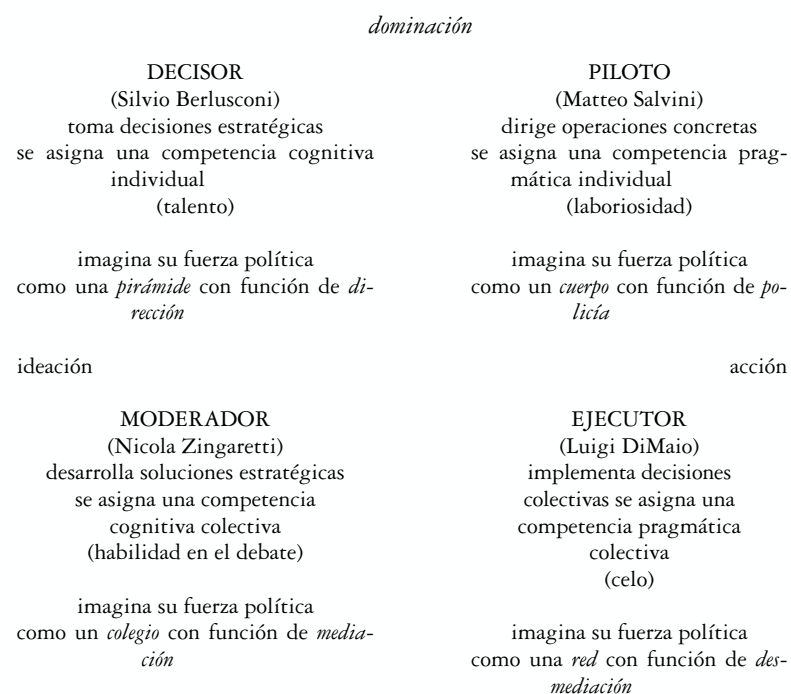 dominación
DECISOR
(Silvio Berlusconi)
toma decisiones estratégicas
se asigna una competencia cognitiva
individual
(talento)
imagina su fuerza política
como una pirámide con función de di-
rección
PILOTO
(Matteo Salvini)
dirige operaciones concretas
se asigna una competencia prag-
mática individual
(laboriosidad)
imagina su fuerza política
como un cuerpo con función de po-
licía
ideación
acción
MODERADOR
(Nicola Zingaretti)
desarrolla soluciones estratégicas
se asigna una competencia
cognitiva colectiva
(habilidad en el debate)
imagina su fuerza política
como un colegio con función de media-
ción
EJECUTOR
(Luigi DiMaio)
implementa decisiones
colectivas se asigna una
competencia pragmática
colectiva
(celo)
imagina su fuerza política
como una red con función de des-
mediación